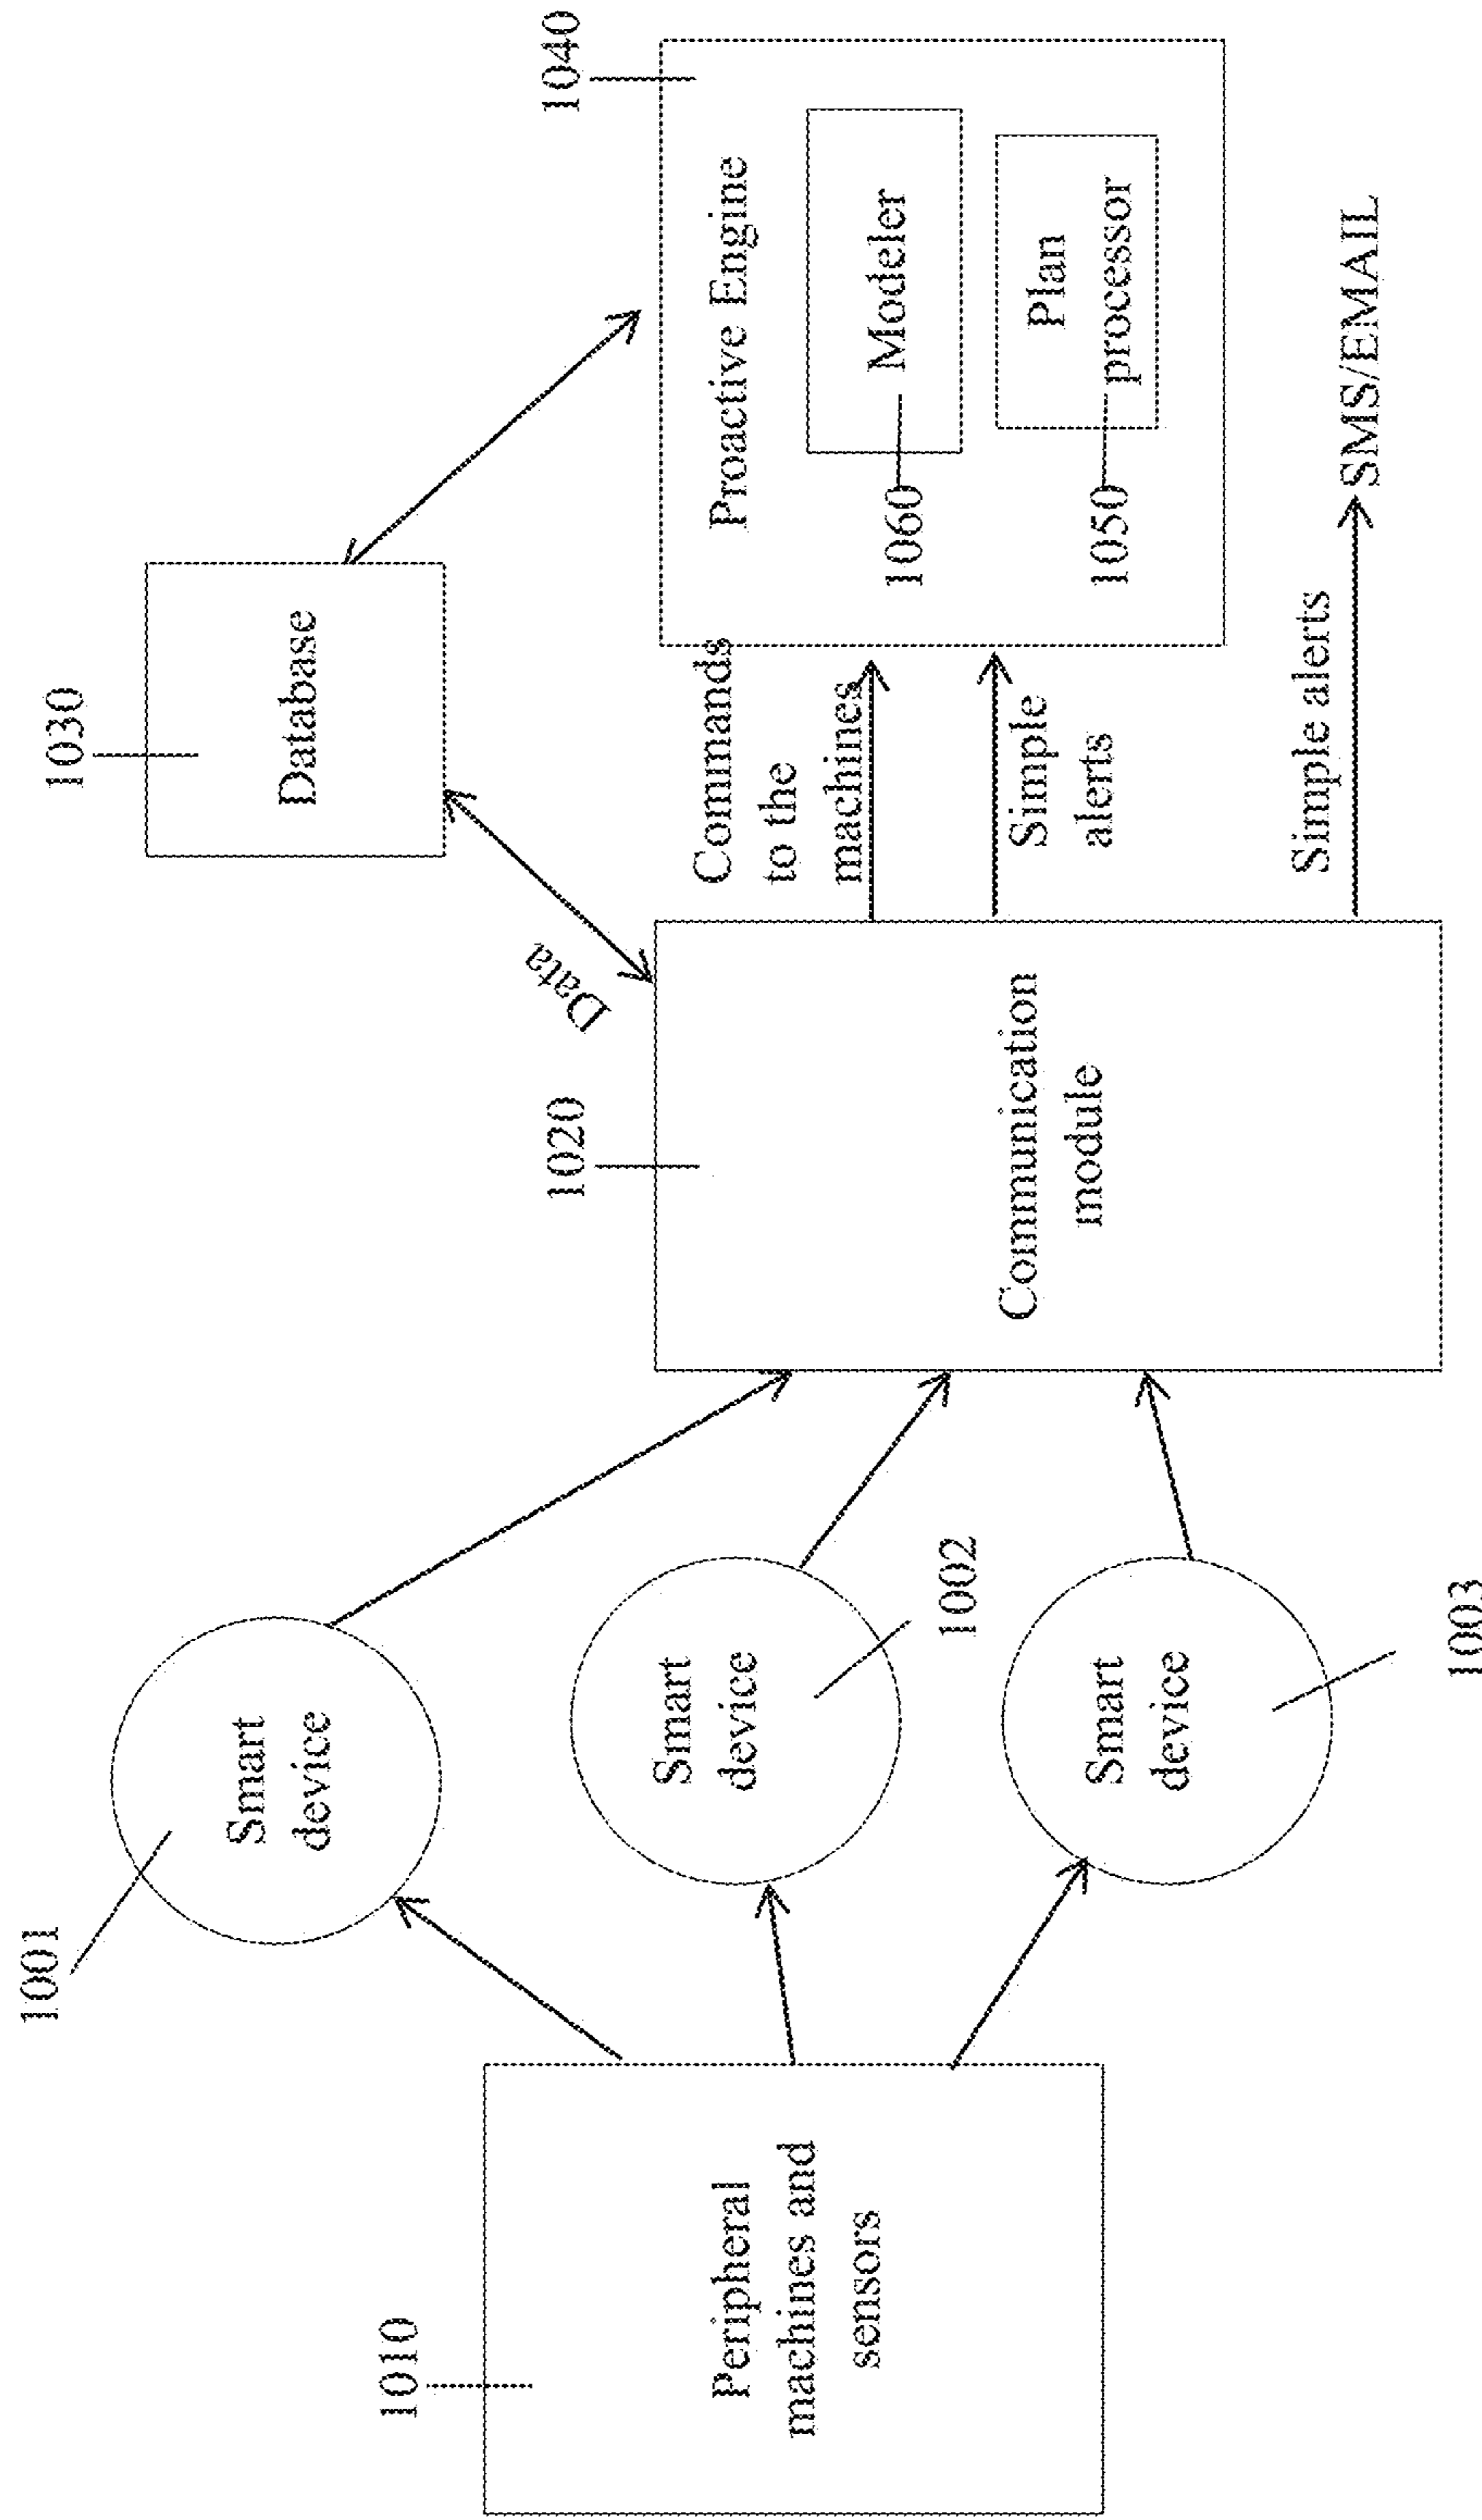 1030
Database
1040
Proactive Engine
Modeler
1060
Plan
processor
1050
Data
Commands
to the
machines
Simple
alerts
Simple alerts
SMS/EMAIL
1020
Communication
module
1001
Smart
device
Smart
device
1002
Smart
device
1003
1010
Peripheral
machines and
sensors